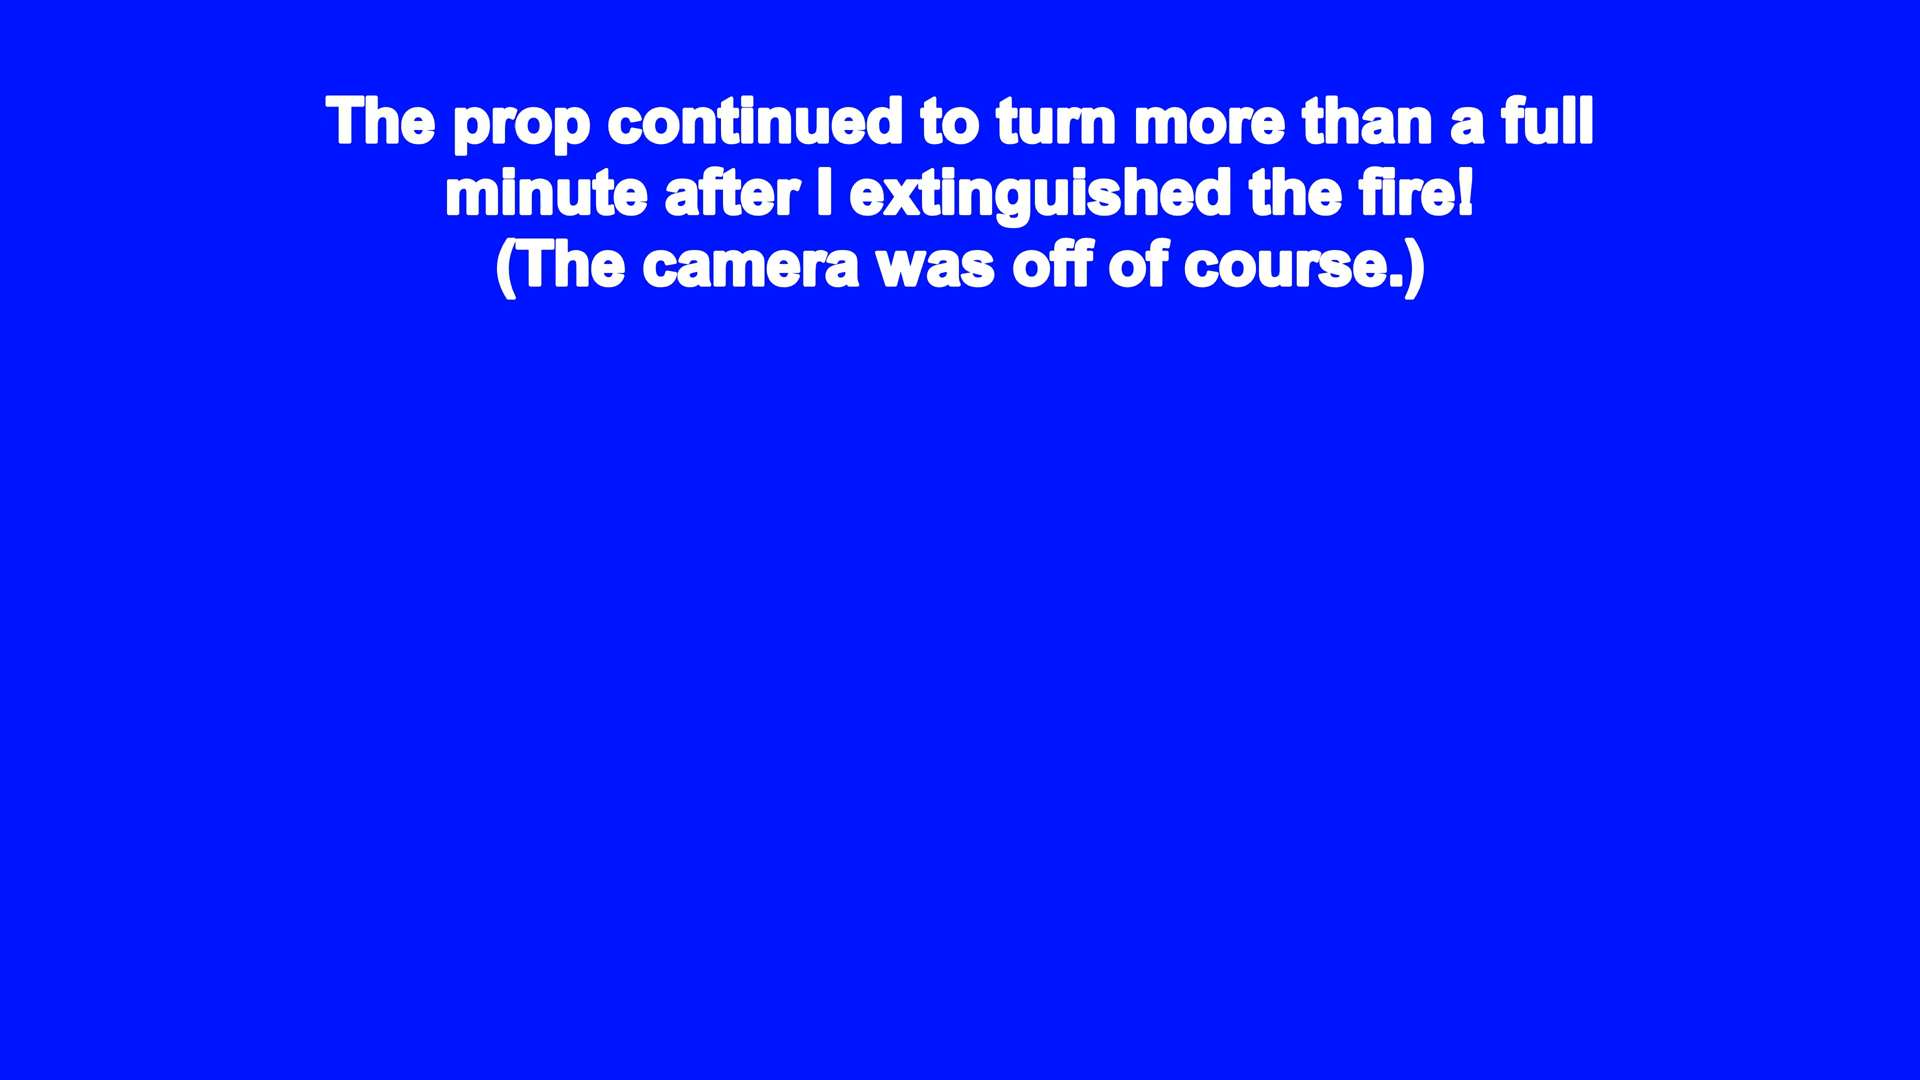 The prop continued to turn more than a full
minute after I extinguished the fire!
(The camera was off of course.)